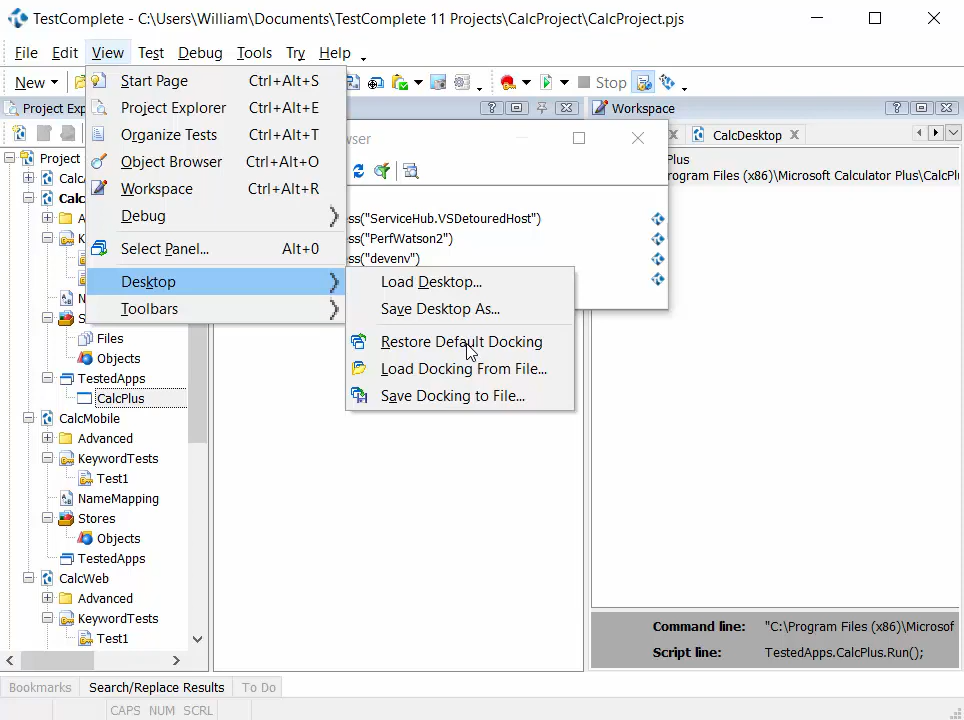 TestComplete - C:\Users\William\Documents\TestComplete 11 Projects\CalcProject\CalcProject.pjs
File Edit View Test Debug Tools Try Help
New Stop
Project Exp
Workspace
Start Page Ctrl+Alt+S
Project Explorer Ctrl+Alt+E
Organize Tests Ctrl+Alt+T
Object Browser Ctrl+Alt+O
Workspace Ctrl+Alt+R
Debug
Select Panel... Alt+0
Desktop
Toolbars
Load Desktop...
Save Desktop As...
Restore Default Docking
Load Docking From File...
Save Docking to File...
wser
ss("ServiceHub.VSDetouredHost")
ss("PerfWatson2")
ss("devenv")
CalcDesktop
Plus
rogram Files (x86)\Microsoft Calculator Plus\CalcPl
Project
Calc
Calc
A
K
N
S
Files
Objects
TestedApps
CalcPlus
CalcMobile
Advanced
KeywordTests
Test1
NameMapping
Stores
Objects
TestedApps
CalcWeb
Advanced
KeywordTests
Test1
Command line: "C:\Program Files (x86)\Microsof
Script line: TestedApps.CalcPlus.Run();
Bookmarks Search/Replace Results To Do
CAPS NUM SCRL